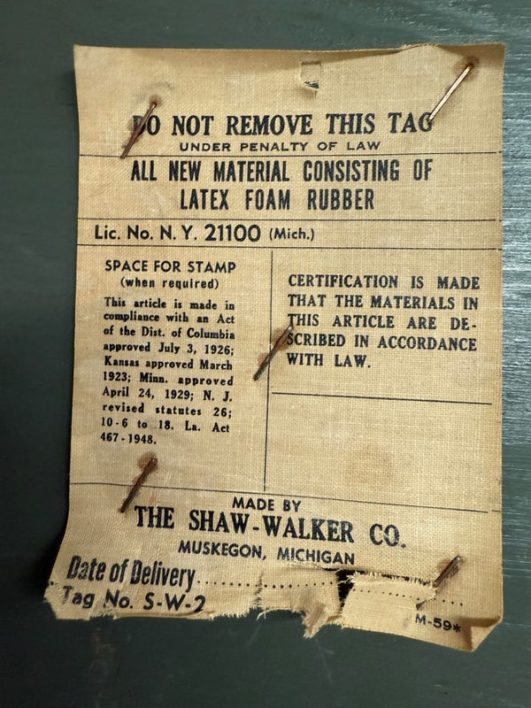 DO NOT REMOVE THIS TAG
UNDER PENALTY OF LAW
ALL NEW MATERIAL CONSISTING OF
LATEX FOAM RUBBER
Lic. No. N. Y. 21100 (Mich.)
SPACE FOR STAMP
(when required)
This article is made in
compliance with an Act
of the Dist. of Columbia
approved July 3, 1926;
Kansas approved March
1923; Minn. approved
April 24, 1929; N. J.
revised statutes 26;
10-6 to 18. La. Act
467-1948.
CERTIFICATION IS MADE
THAT THE MATERIALS IN
THIS ARTICLE ARE DE-
SCRIBED IN ACCORDANCE
WITH LAW.
MADE BY
THE SHAW-WALKER CO.
MUSKEGON, MICHIGAN
Date of Delivery....................
Tag No. S-W-2
M-59*